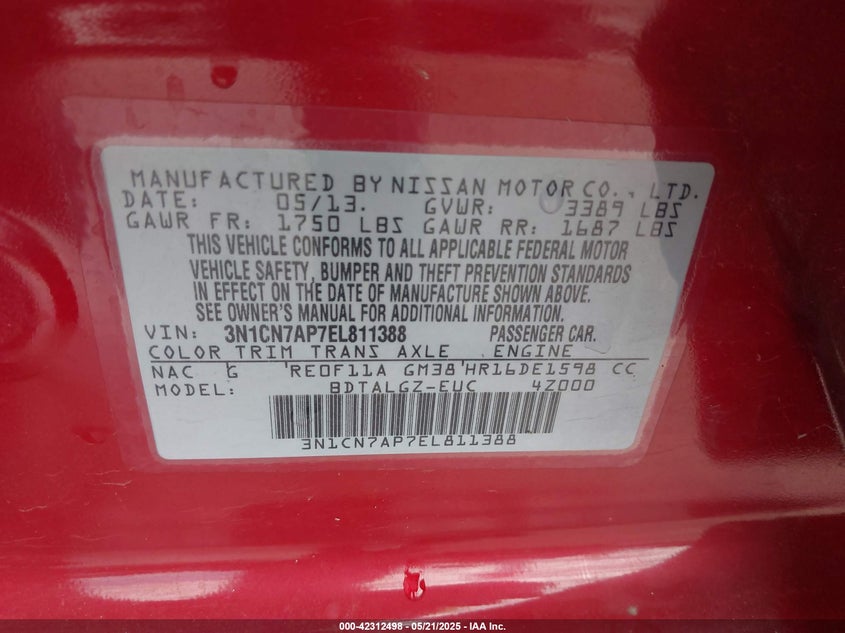 MANUFACTURED BY NISSAN MOTOR CO., LTD.
DATE: 05/13. GVWR: 3389 LBS
GAWR FR: 1750 LBS GAWR RR: 1687 LBS
THIS VEHICLE CONFORMS TO ALL APPLICABLE FEDERAL MOTOR
VEHICLE SAFETY, BUMPER AND THEFT PREVENTION STANDARDS
IN EFFECT ON THE DATE OF MANUFACTURE SHOWN ABOVE.
SEE OWNER'S MANUAL FOR ADDITIONAL INFORMATION.
VIN: 3N1CN7AP7EL811388 PASSENGER CAR.
COLOR TRIM TRANS AXLE ENGINE
NAC G RE0F11A GM38 HR16DE1598 CC
MODEL: BDTALGZ-EUC 4Z000
3N1CN7AP7EL811388
000-42312498 - 05/21/2025 - IAA Inc.